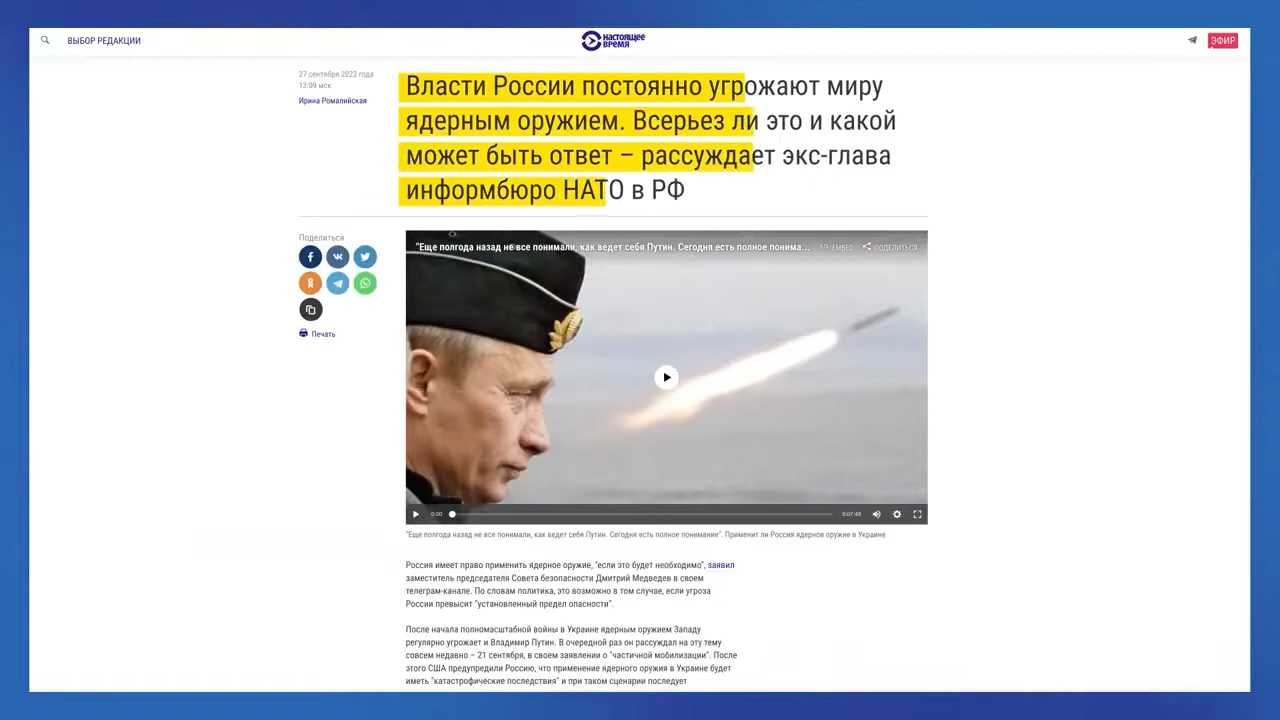 ВЫБОР РЕДАКЦИИ
НАСТОЯЩЕЕ
ВРЕМЯ
ЭФИР
27 сентября 2022 года
13:09 мск
Ирина Ромалийская
Власти России постоянно угрожают миру
ядерным оружием. Всерьез ли это и какой
может быть ответ – рассуждает экс-глава
информбюро НАТО в РФ
Поделиться
Печать
"Еще полгода назад не все понимали, как ведет себя Путин. Сегодня есть полное понима...
EMBED
ПОДЕЛИТЬСЯ
0:00
0:07:49
"Еще полгода назад не все понимали, как ведет себя Путин. Сегодня есть полное понимание". Применит ли Россия ядерное оружие в Украине
Россия имеет право применить ядерное оружие, "если это будет необходимо", заявил
заместитель председателя Совета безопасности Дмитрий Медведев в своем
телеграм-канале. По словам политика, это возможно в том случае, если угроза
России превысит "установленный предел опасности".
После начала полномасштабной войны в Украине ядерным оружием Западу
регулярно угрожает и Владимир Путин. В очередной раз он рассуждал на эту тему
совсем недавно – 21 сентября, в своем заявлении о "частичной мобилизации". После
этого США предупредили Россию, что применение ядерного оружия в Украине будет
иметь "катастрофические последствия" и при таком сценарии последует